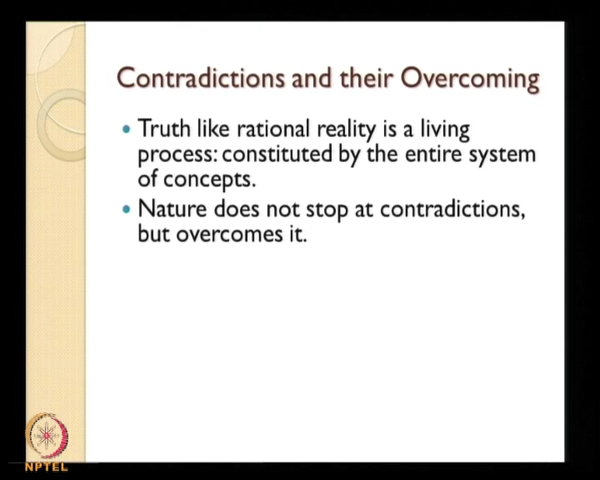 Contradictions and their Overcoming
• Truth like rational reality is a living
process: constituted by the entire system
of concepts.
• Nature does not stop at contradictions,
but overcomes it.
NPTEL